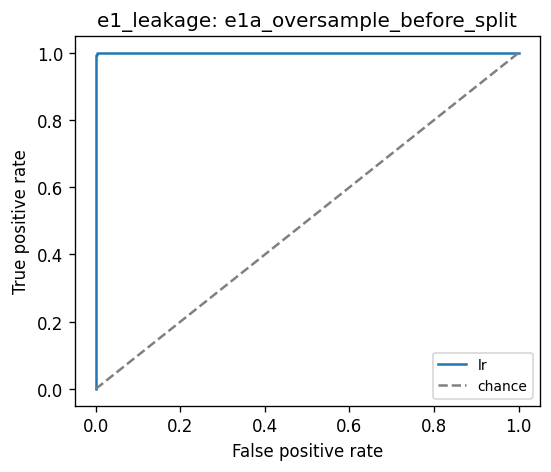 e1_leakage: e1a_oversample_before_split
True positive rate
1.0
0.8
0.6
0.4
0.2
0.0
lr
chance
0.0 0.2 0.4 0.6 0.8 1.0
False positive rate